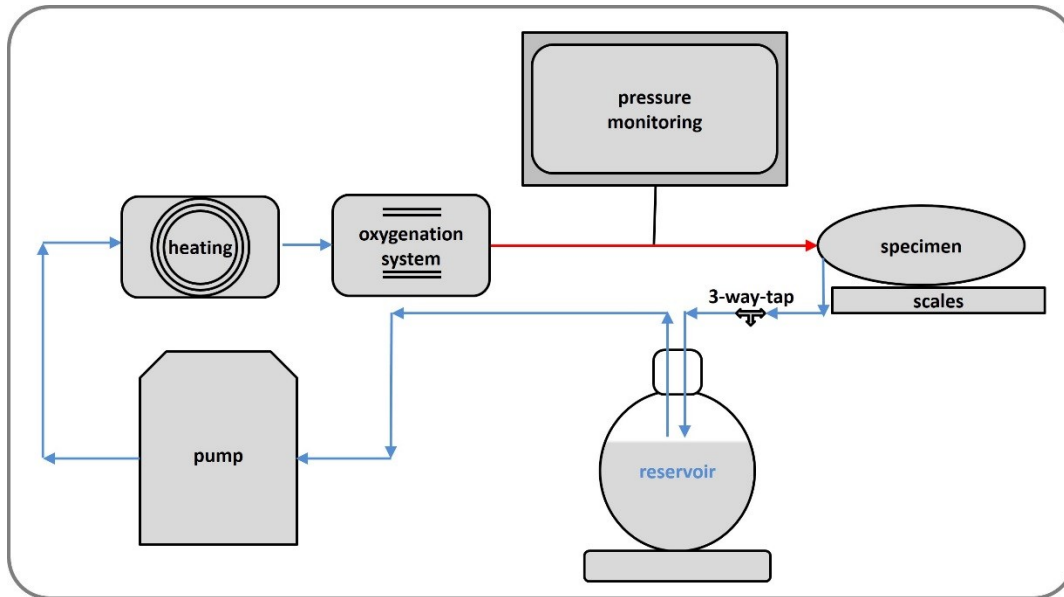 pressure
monitoring
heating
oxygenation
system
specimen
3-way-tap
scales
pump
reservoir